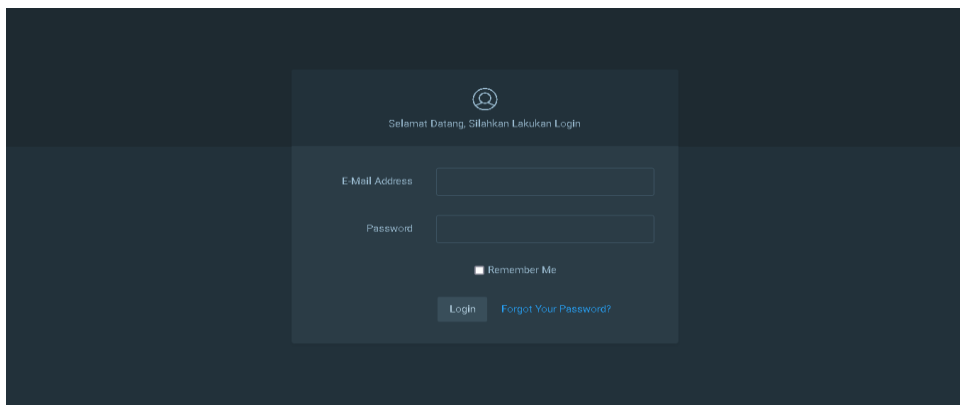 Selamat Datang, Silahkan Lakukan Login
E-Mail Address
Password
Remember Me
Login Forgot Your Password?